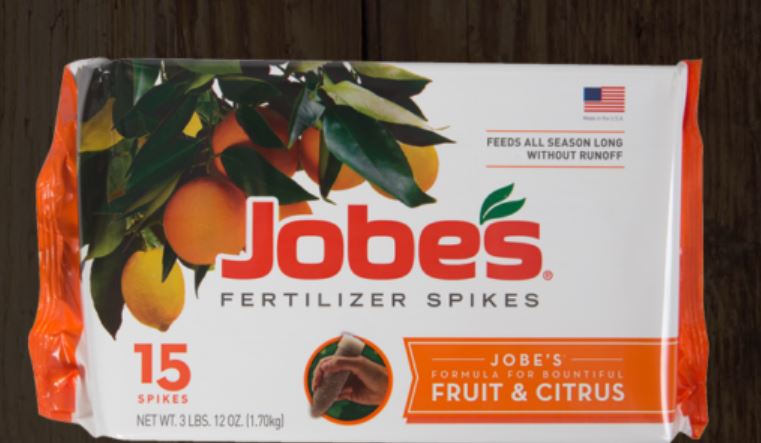 Made in the U.S.A.
FEEDS ALL SEASON LONG
WITHOUT RUNOFF
Jobe's®
FERTILIZER SPIKES
15
SPIKES
NET WT. 3 LBS. 12 OZ. (1.70kg)
JOBE'S
FORMULA FOR BOUNTIFUL
FRUIT & CITRUS